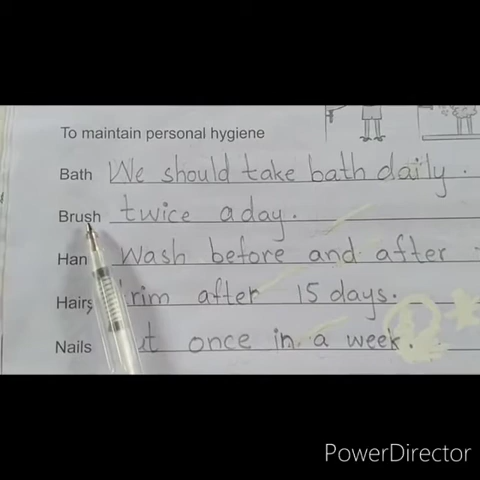 To maintain personal hygiene
Bath We should take bath daily.
Brush twice a day.
Han wash before and after
Hairs rim after 15 days.
Nails t once in a week.
PowerDirector